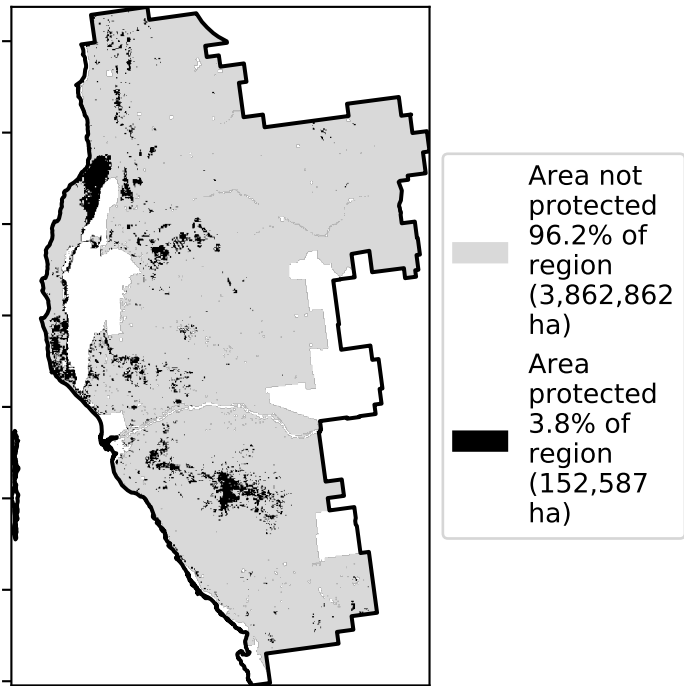 Area not
protected
96.2% of
region
(3,862,862
ha)
Area
protected
3.8% of
region
(152,587
ha)